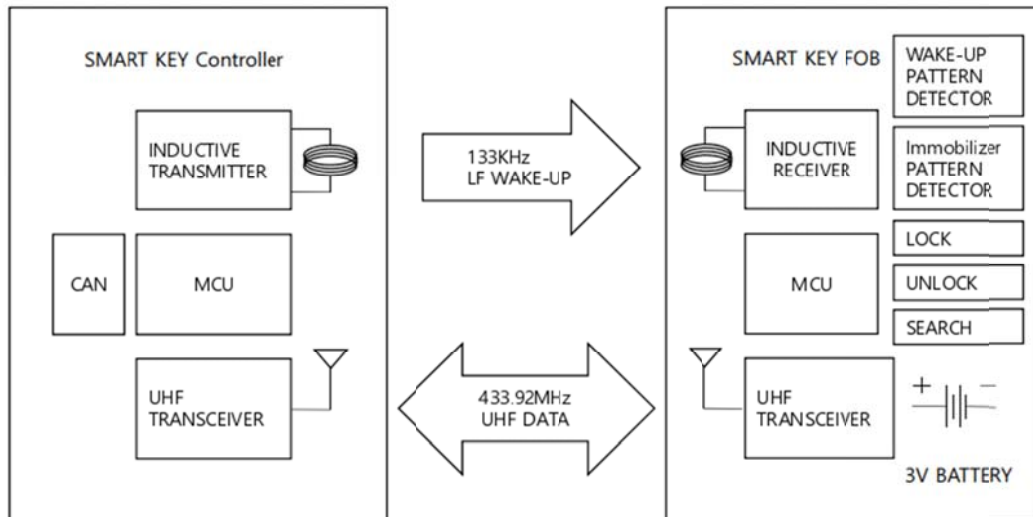 SMART KEY Controller
INDUCTIVE
TRANSMITTER
CAN
MCU
UHF
TRANSCEIVER
133KHz
LF WAKE-UP
433.92MHz
UHF DATA
SMART KEY FOB
WAKE-UP
PATTERN
DETECTOR
INDUCTIVE
RECEIVER
Immobilizer
PATTERN
DETECTOR
MCU
LOCK
UNLOCK
SEARCH
UHF
TRANSCEIVER
+ −
3V BATTERY